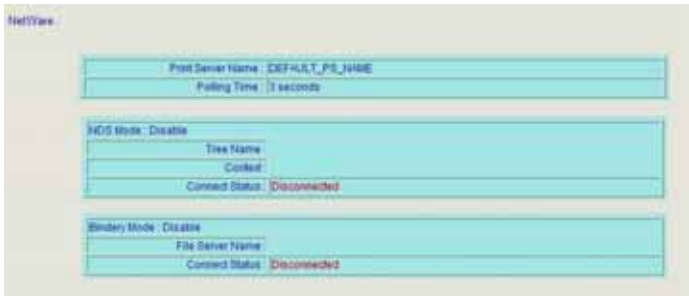 NetWare
Print Server Name : DEFAULT_PS_NAME
Polling Time : 3 seconds
NDS Mode : Disable
Tree Name
Context
Connect Status : Disconnected
Bindery Mode : Disable
File Server Name
Connect Status : Disconnected